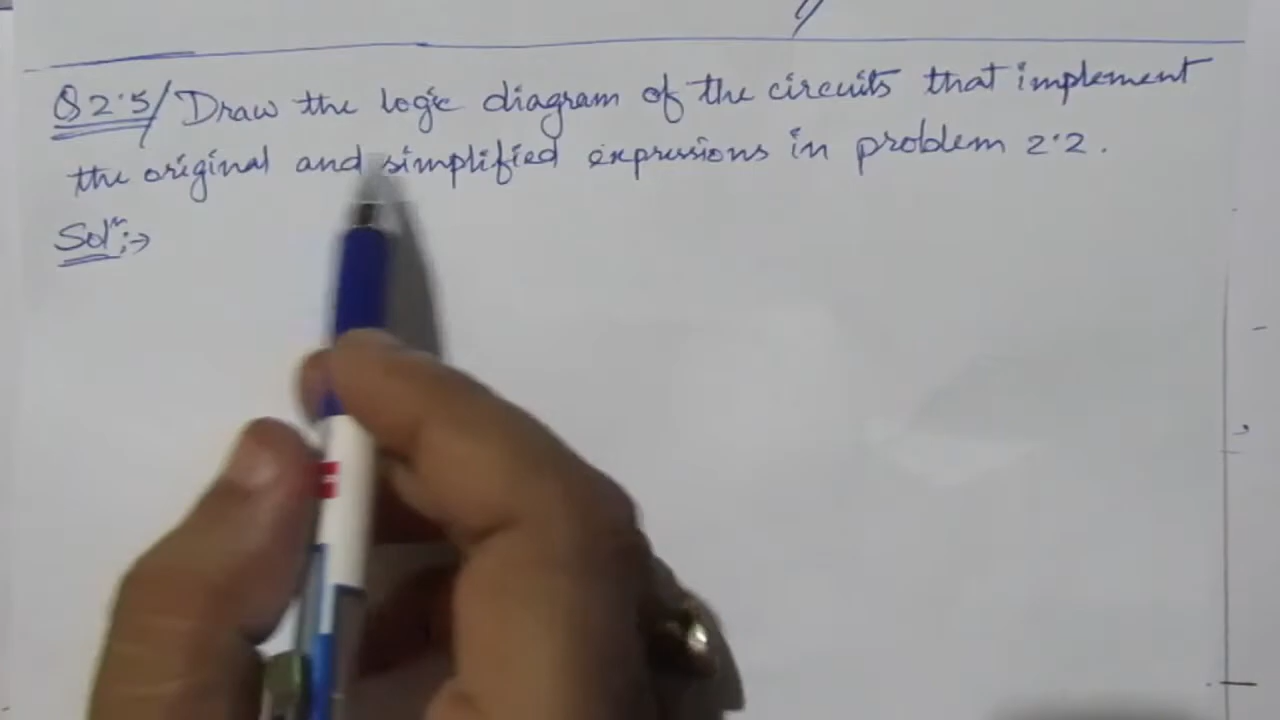 Q 2.5/ Draw the logic diagram of the circuits that implement
the original and simplified expressions in problem 2.2.
Solⁿ:→